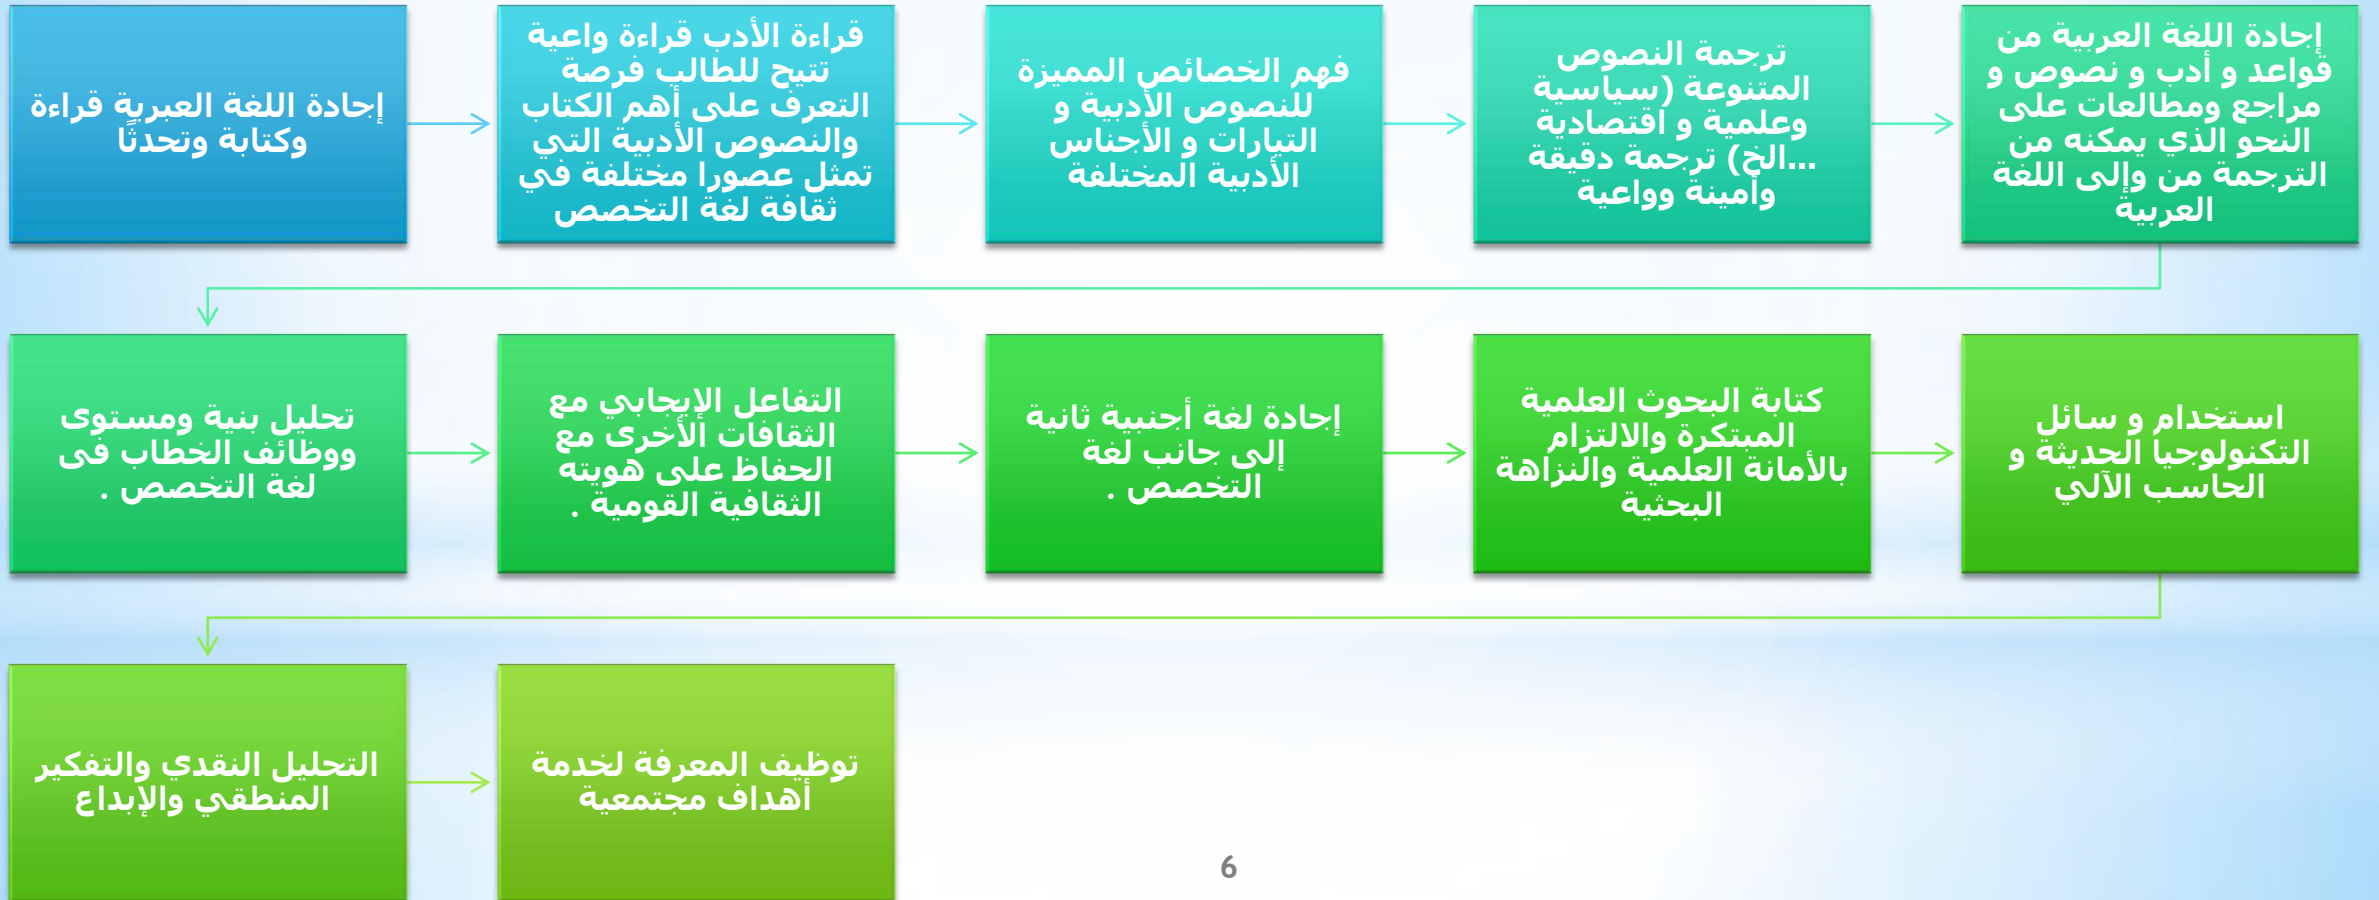 إجادة اللغة العبرية قراءة
وكتابة وتحدثًا
قراءة الأدب قراءة واعية
تتيح للطالب فرصة
التعرف على أهم الكتاب
والنصوص الأدبية التي
تمثل عصورا مختلفة في
ثقافة لغة التخصص
فهم الخصائص المميزة
للنصوص الأدبية و
التيارات و الأجناس
الأدبية المختلفة
ترجمة النصوص
المتنوعة (سياسية
وعلمية و اقتصادية
...الخ) ترجمة دقيقة
وأمينة وواعية
إجادة اللغة العربية من
قواعد و أدب و نصوص و
مراجع ومطالعات على
النحو الذي يمكنه من
الترجمة من وإلى اللغة
العربية
تحليل بنية ومستوى
ووظائف الخطاب فى
لغة التخصص .
التفاعل الإيجابي مع
الثقافات الأخرى مع
الحفاظ على هويته
الثقافية القومية .
إجادة لغة أجنبية ثانية
إلى جانب لغة
التخصص .
كتابة البحوث العلمية
المبتكرة والالتزام
بالأمانة العلمية والنزاهة
البحثية
استخدام و سائل
التكنولوجيا الحديثة و
الحاسب الآلي
التحليل النقدي والتفكير
المنطقي والإبداع
توظيف المعرفة لخدمة
أهداف مجتمعية
6